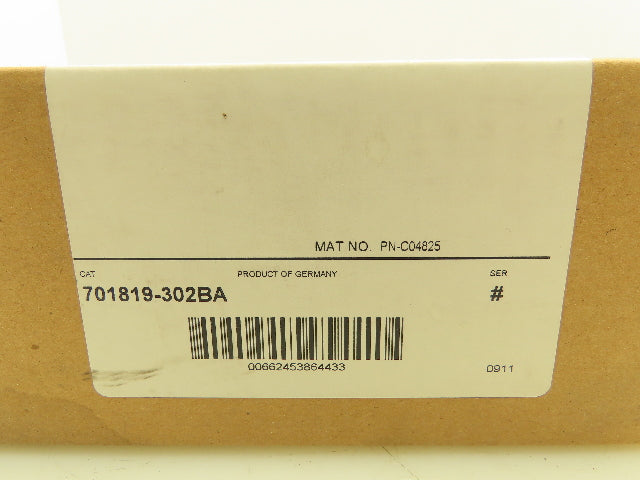 MAT NO. PN-C04825
CAT PRODUCT OF GERMANY SER
701819-302BA #
00662453864433
0911